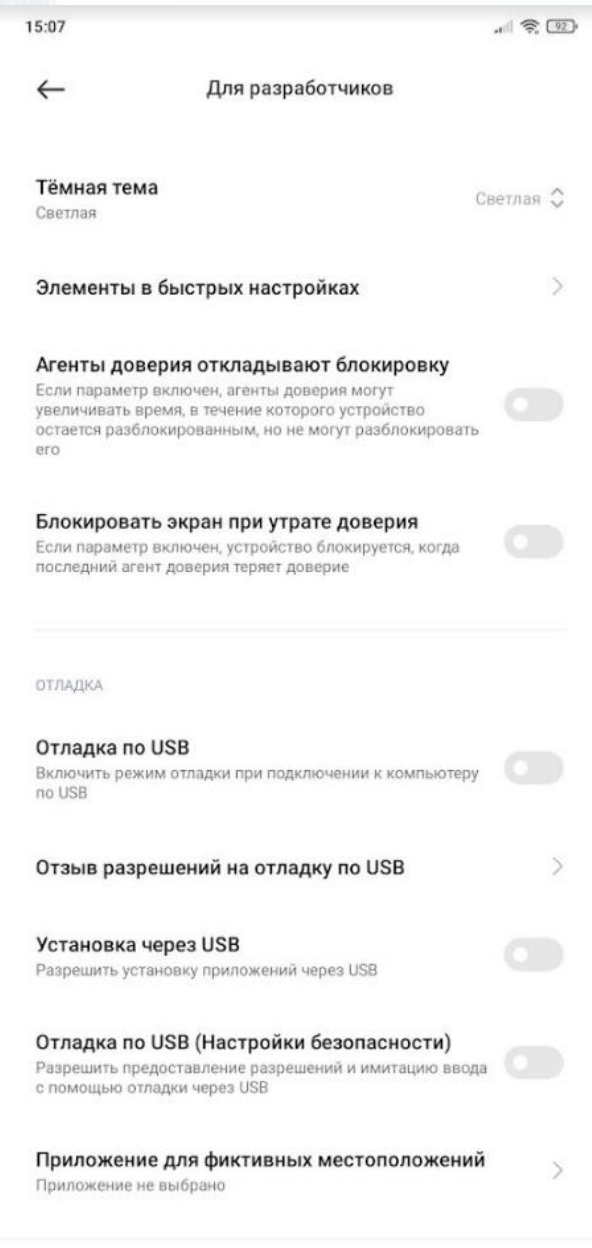 15:07
92
Для разработчиков
Тёмная тема
Светлая
Светлая
Элементы в быстрых настройках
Агенты доверия откладывают блокировку
Если параметр включен, агенты доверия могут
увеличивать время, в течение которого устройство
остается разблокированным, но не могут разблокировать
его
Блокировать экран при утрате доверия
Если параметр включен, устройство блокируется, когда
последний агент доверия теряет доверие
ОТЛАДКА
Отладка по USB
Включить режим отладки при подключении к компьютеру
по USB
Отзыв разрешений на отладку по USB
Установка через USB
Разрешить установку приложений через USB
Отладка по USB (Настройки безопасности)
Разрешить предоставление разрешений и имитацию ввода
с помощью отладки через USB
Приложение для фиктивных местоположений
Приложение не выбрано